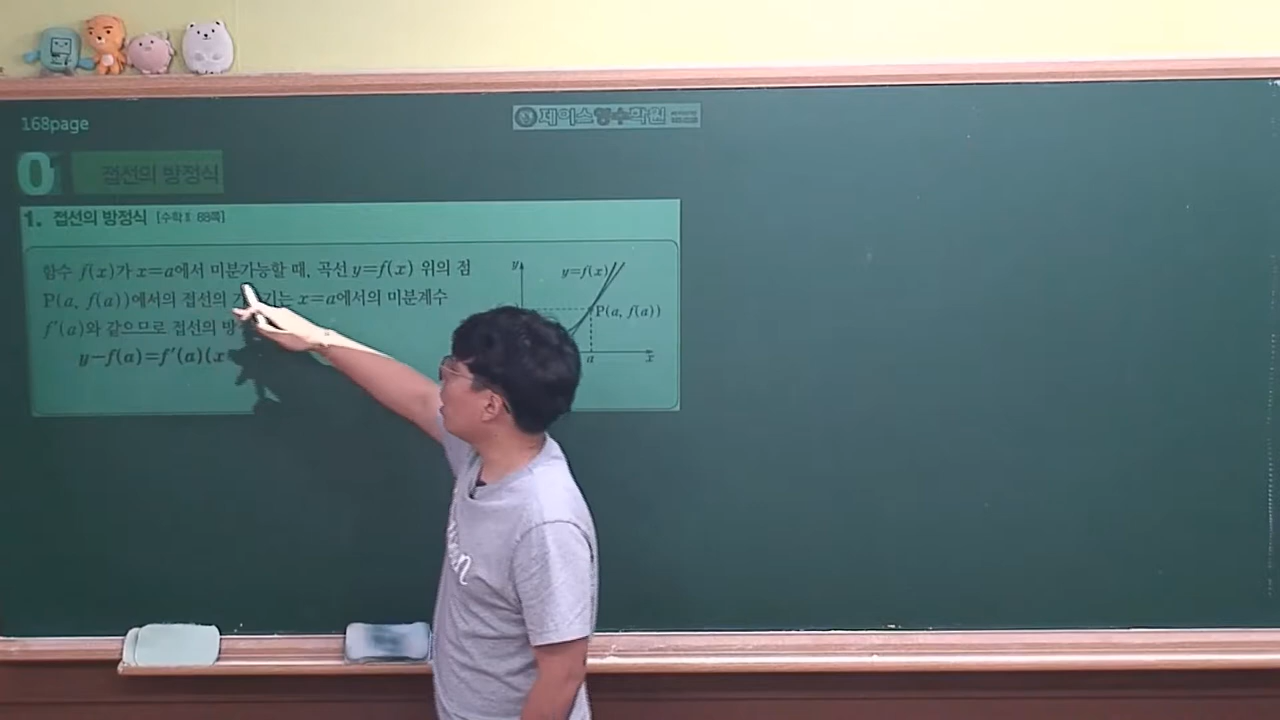 168page
제이스영수학원
0
접선의 방정식
1. 접선의 방정식 [수학Ⅱ 88쪽]
함수 f(x)가 x=a에서 미분가능할 때, 곡선 y=f(x) 위의 점
P(a, f(a))에서의 접선의 기 기는 x=a에서의 미분계수
f′(a)와 같으므로 접선의 방
y−f(a)=f′(a)(x
y
y=f(x)
P(a, f(a))
a
x